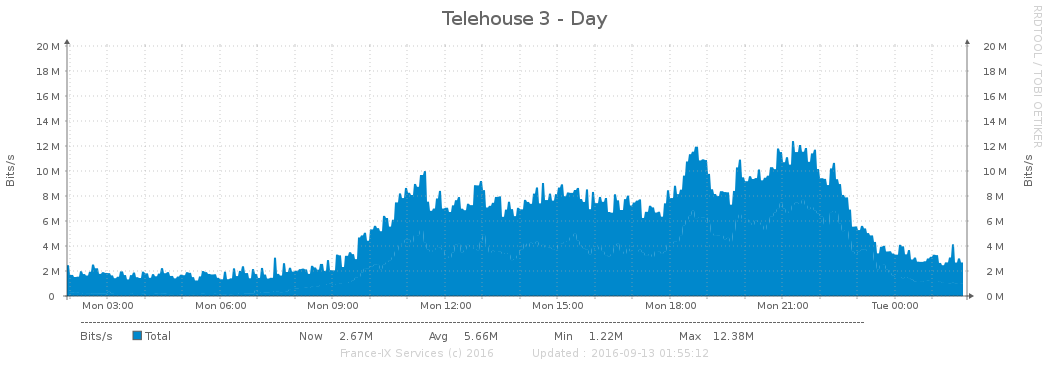 Telehouse 3 - Day
RRDTOOL / TOBI OETIKER
Bits/s
20 M 20 M
18 M 18 M
16 M 16 M
14 M 14 M
12 M 12 M
10 M 10 M
8 M 8 M
6 M 6 M
4 M 4 M
2 M 2 M
0 0 M
Bits/s
Mon 03:00 Mon 06:00 Mon 09:00 Mon 12:00 Mon 15:00 Mon 18:00 Mon 21:00 Tue 00:00
Bits/s Total Now 2.67M Avg 5.66M Min 1.22M Max 12.38M
France-IX Services (c) 2016 Updated : 2016-09-13 01:55:12